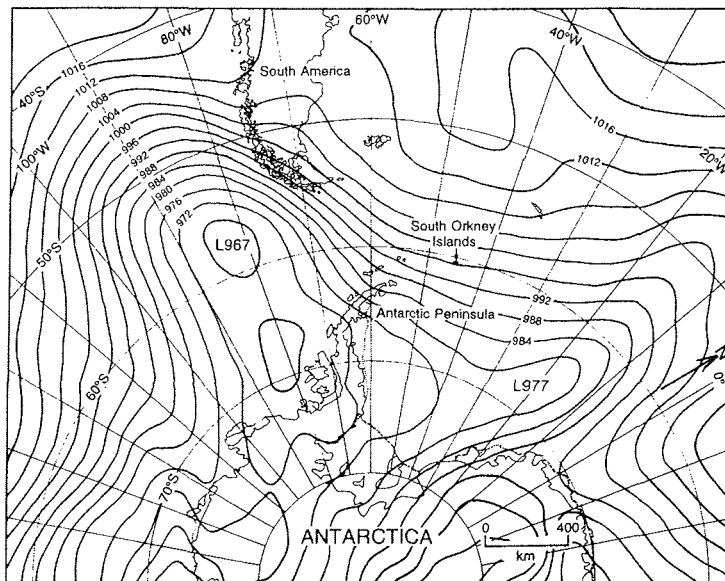 60°W
80°W
40°W
South America
40°S
1016
1012
1008
1004
1000
996
992
988
984
980
976
972
100°W
1016
1012
20°W
South Orkney
Islands
L967
50°S
992
988
984
Antarctic Peninsula
L977
0°
60°S
70°S
ANTARCTICA
0 400
km